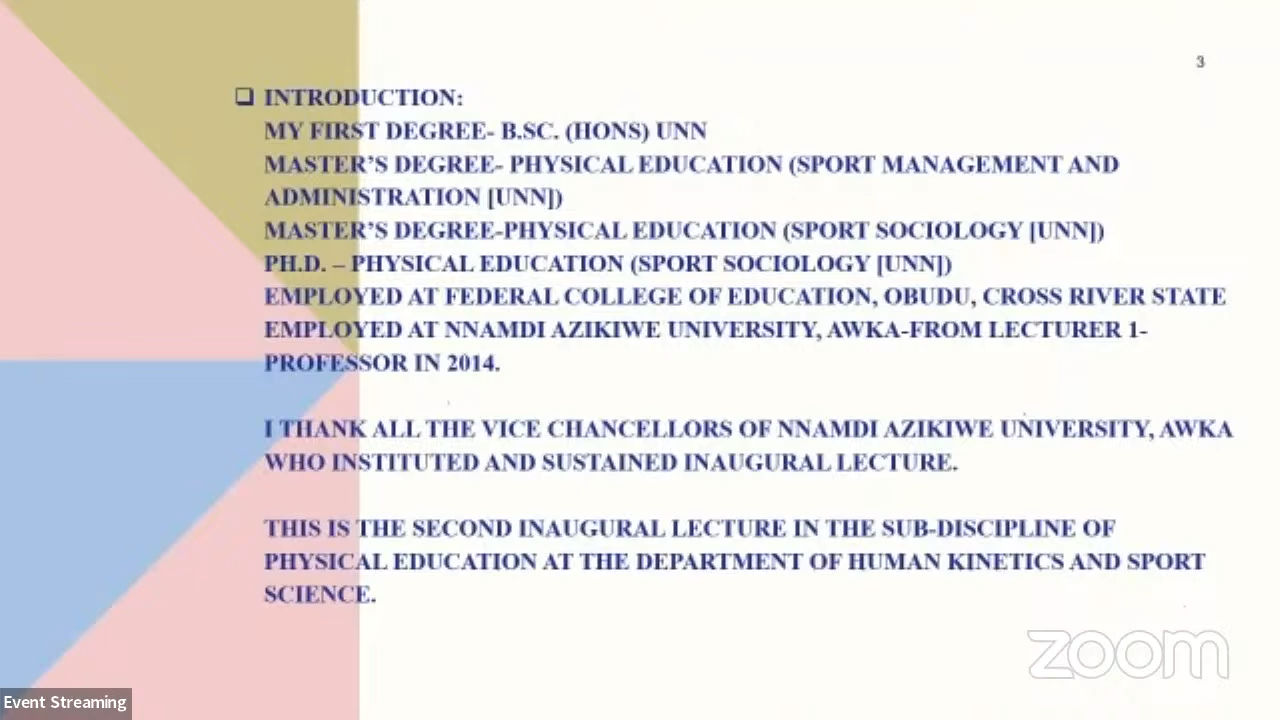 3
❑ INTRODUCTION:
MY FIRST DEGREE- B.SC. (HONS) UNN
MASTER’S DEGREE- PHYSICAL EDUCATION (SPORT MANAGEMENT AND
ADMINISTRATION [UNN])
MASTER’S DEGREE-PHYSICAL EDUCATION (SPORT SOCIOLOGY [UNN])
PH.D. – PHYSICAL EDUCATION (SPORT SOCIOLOGY [UNN])
EMPLOYED AT FEDERAL COLLEGE OF EDUCATION, OBUDU, CROSS RIVER STATE
EMPLOYED AT NNAMDI AZIKIWE UNIVERSITY, AWKA-FROM LECTURER 1-
PROFESSOR IN 2014.
I THANK ALL THE VICE CHANCELLORS OF NNAMDI AZIKIWE UNIVERSITY, AWKA
WHO INSTITUTED AND SUSTAINED INAUGURAL LECTURE.
THIS IS THE SECOND INAUGURAL LECTURE IN THE SUB-DISCIPLINE OF
PHYSICAL EDUCATION AT THE DEPARTMENT OF HUMAN KINETICS AND SPORT
SCIENCE.
zoom
Event Streaming